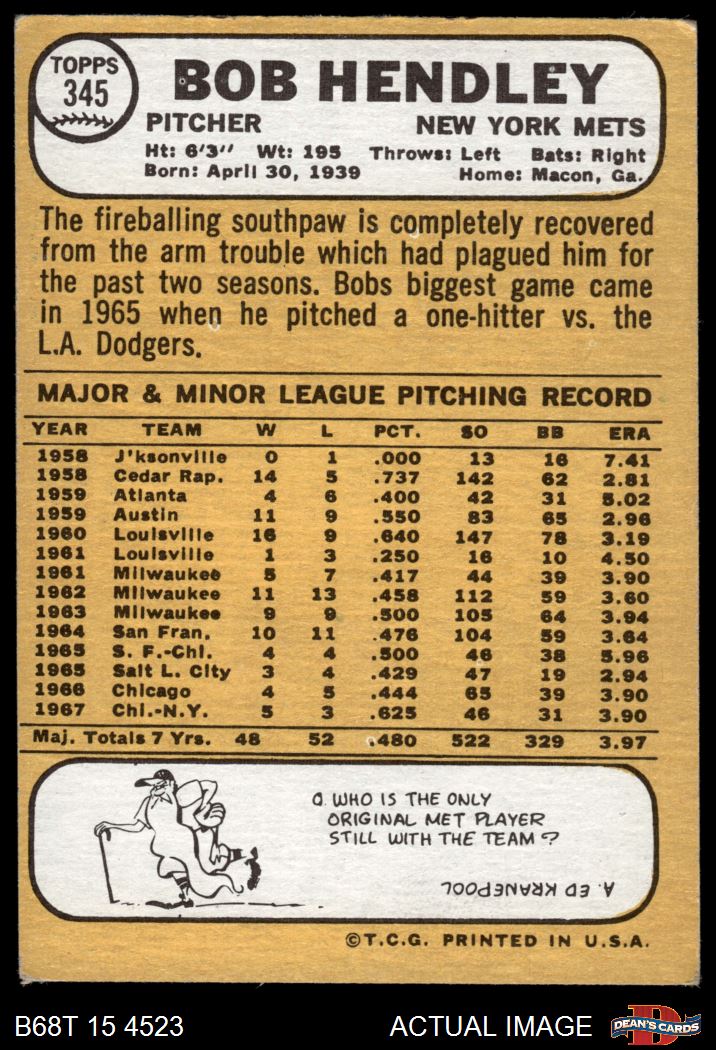 TOPPS
345
BOB HENDLEY
PITCHER NEW YORK METS
Ht: 6'3'' Wt: 195 Throws: Left Bats: Right
Born: April 30, 1939 Home: Macon, Ga.
The fireballing southpaw is completely recovered
from the arm trouble which had plagued him for
the past two seasons. Bobs biggest game came
in 1965 when he pitched a one-hitter vs. the
L.A. Dodgers.
MAJOR & MINOR LEAGUE PITCHING RECORD
YEAR TEAM W L PCT. SO BB ERA
1958 J'ksonville 0 1 .000 13 16 7.41
1958 Cedar Rap. 14 5 .737 142 62 2.81
1959 Atlanta 4 6 .400 42 31 5.02
1959 Austin 11 9 .550 83 65 2.96
1960 Louisville 16 9 .640 147 78 3.19
1961 Louisville 1 3 .250 16 10 4.50
1961 Milwaukee 5 7 .417 44 39 3.90
1962 Milwaukee 11 13 .458 112 59 3.60
1963 Milwaukee 9 9 .500 105 64 3.94
1964 San Fran. 10 11 .476 104 59 3.64
1965 S. F.-Chi. 4 4 .500 46 38 5.96
1965 Salt L. City 3 4 .429 47 19 2.94
1966 Chicago 4 5 .444 65 39 3.90
1967 Chi.-N.Y. 5 3 .625 46 31 3.90
Maj. Totals 7 Yrs. 48 52 .480 522 329 3.97
Q. WHO IS THE ONLY
ORIGINAL MET PLAYER
STILL WITH THE TEAM?
A. ED KRANEPOOL
©T.C.G. PRINTED IN U.S.A.
B68T 15 4523 ACTUAL IMAGE DEAN'S CARDS